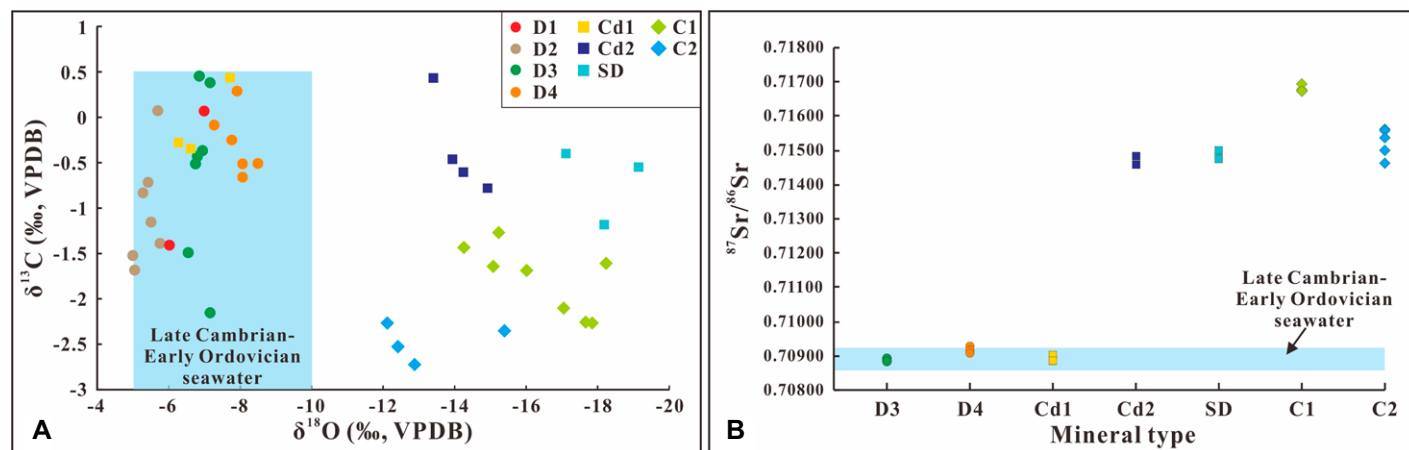 1
0.5
0
-0.5
-1
-1.5
-2
-2.5
-3
δ¹³C (‰, VPDB)
-4 -6 -8 -10 -12 -14 -16 -18 -20
δ¹⁸O (‰, VPDB)
D1 Cd1 C1
D2 Cd2 C2
D3 SD
D4
Late Cambrian-
Early Ordovician
seawater
A
0.71800
0.71700
0.71600
0.71500
0.71400
0.71300
0.71200
0.71100
0.71000
0.70900
0.70800
⁸⁷Sr/⁸⁶Sr
Late Cambrian-
Early Ordovician
seawater
D3 D4 Cd1 Cd2 SD C1 C2
Mineral type
B